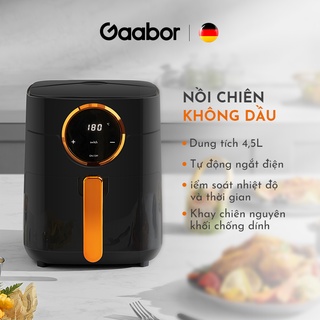 Gaabor
NỒI CHIÊN
KHÔNG DẦU
Dung tích 4,5L
Tự động ngắt điện
iểm soát nhiệt độ
và thời gian
Khay chiên nguyên
khối chống dính
180